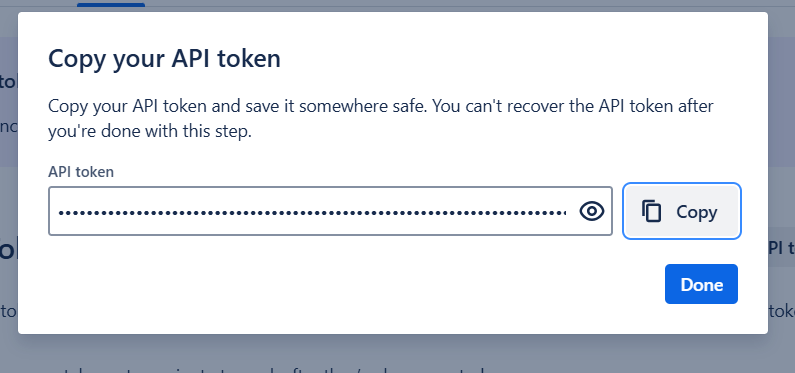 Copy your API token
Copy your API token and save it somewhere safe. You can't recover the API token after
you're done with this step.
API token
••••••••••••••••••••••••••••••••••••••••••••••••••••••••••••••••••••••••
Copy
Done